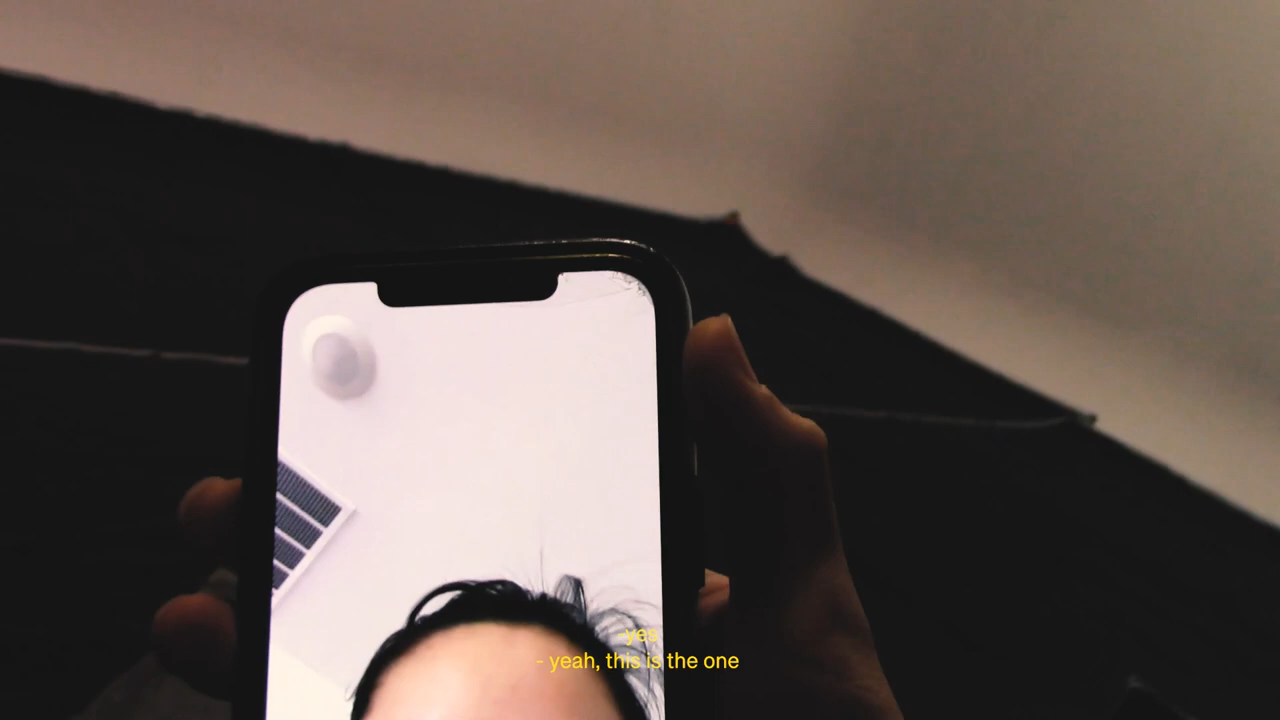 -yes
- yeah, this is the one